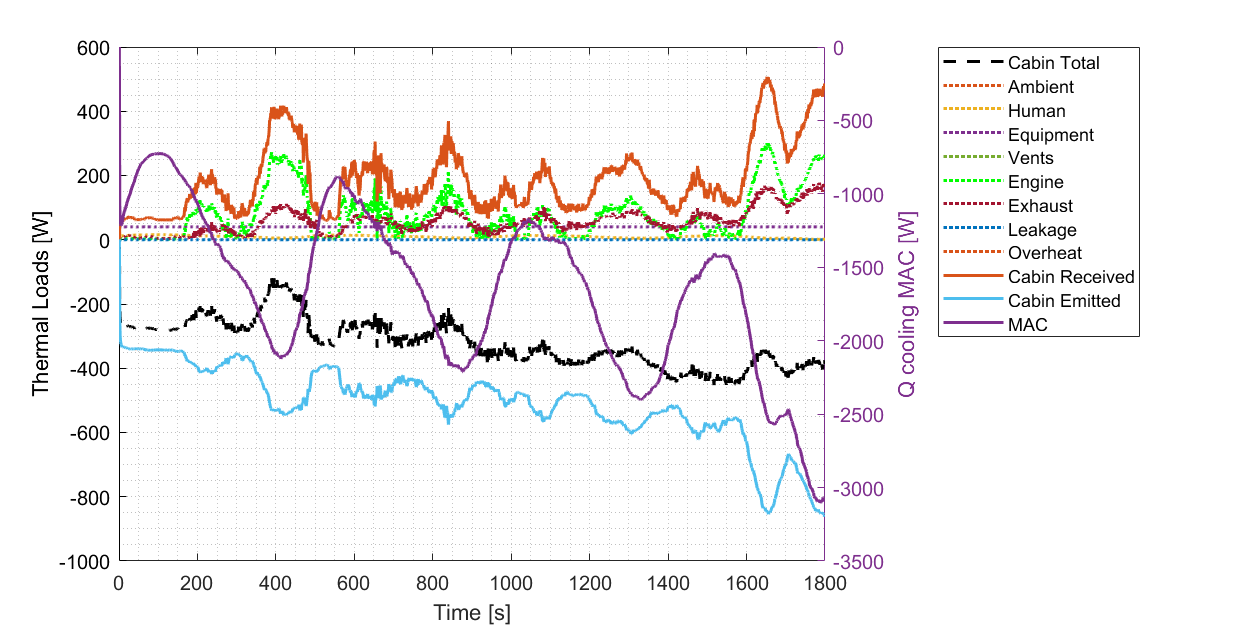 600
400
200
0
-200
-400
-600
-800
-1000
Thermal Loads [W]
0
-500
-1000
-1500
-2000
-2500
-3000
-3500
Q cooling MAC [W]
0 200 400 600 800 1000 1200 1400 1600 1800
Time [s]
Cabin Total
Ambient
Human
Equipment
Vents
Engine
Exhaust
Leakage
Overheat
Cabin Received
Cabin Emitted
MAC